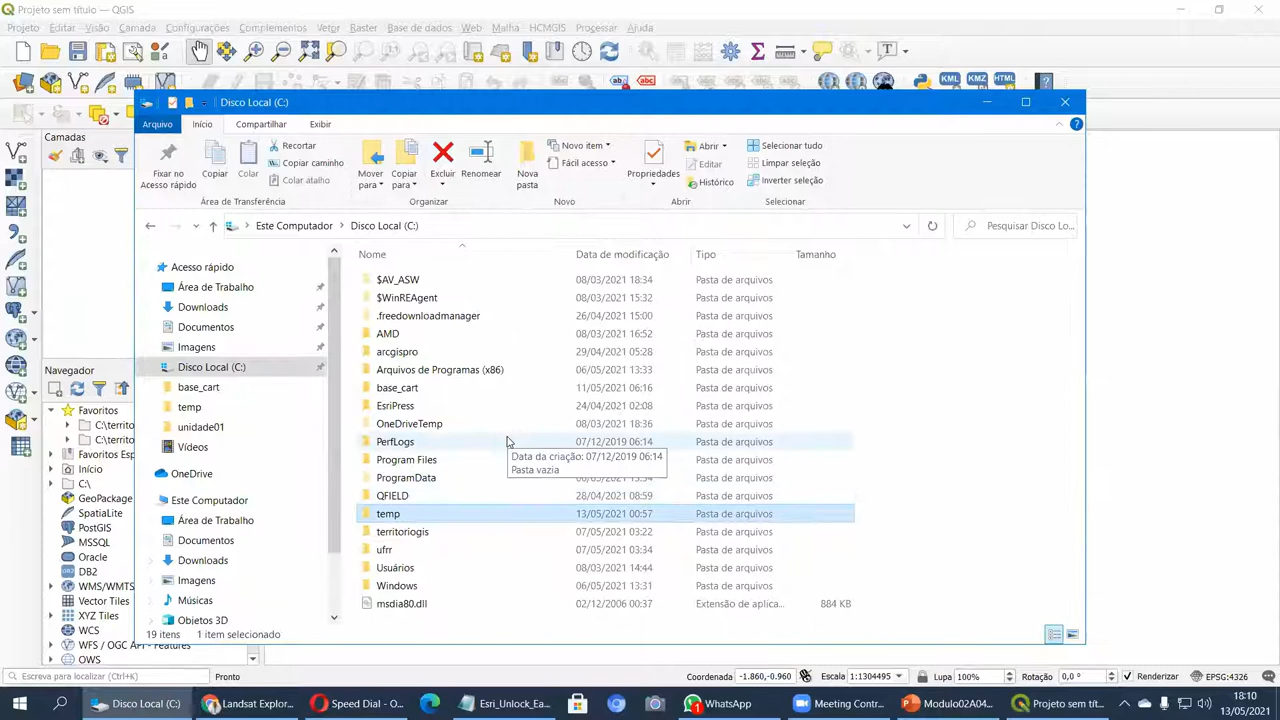 Projeto sem título — QGIS
Projeto Editar Visão Camada Configurações Complementos Vetor Raster Base de dados Web Malha HCMGIS Processar Ajuda
Disco Local (C:)
Arquivo Início Compartilhar Exibir
Fixar no Acesso rápido
Copiar
Colar
Recortar
Copiar caminho
Colar atalho
Área de Transferência
Mover para
Copiar para
Excluir
Renomear
Organizar
Nova pasta
Novo item
Fácil acesso
Novo
Propriedades
Abrir
Editar
Histórico
Abrir
Selecionar tudo
Limpar seleção
Inverter seleção
Selecionar
Este Computador > Disco Local (C:)
Pesquisar Disco Lo...
Camadas
Navegador
Favoritos
C:\territo
C:\territo
Favoritos Esp
Início
C:\
GeoPackage
SpatiaLite
PostGIS
MSSQL
Oracle
DB2
WMS/WMTS
Vector Tiles
XYZ Tiles
WCS
WFS / OGC API - Features
OWS
Acesso rápido
Área de Trabalho
Downloads
Documentos
Imagens
Disco Local (C:)
base_cart
temp
unidade01
Vídeos
OneDrive
Este Computador
Área de Trabalho
Documentos
Downloads
Imagens
Músicas
Objetos 3D
Nome Data de modificação Tipo Tamanho
$AV_ASW 08/03/2021 18:34 Pasta de arquivos
$WinREAgent 08/03/2021 15:32 Pasta de arquivos
.freedownloadmanager 26/04/2021 15:00 Pasta de arquivos
AMD 08/03/2021 16:52 Pasta de arquivos
arcgispro 29/04/2021 05:28 Pasta de arquivos
Arquivos de Programas (x86) 06/05/2021 13:33 Pasta de arquivos
base_cart 11/05/2021 06:16 Pasta de arquivos
EsriPress 24/04/2021 02:08 Pasta de arquivos
OneDriveTemp 08/03/2021 18:36 Pasta de arquivos
PerfLogs 07/12/2019 06:14 Pasta de arquivos
Data da criação: 07/12/2019 06:14
Pasta vazia
Program Files Pasta de arquivos
ProgramData Pasta de arquivos
QFIELD 28/04/2021 08:59 Pasta de arquivos
temp 13/05/2021 00:57 Pasta de arquivos
territoriogis 07/05/2021 03:22 Pasta de arquivos
ufrr 07/05/2021 03:34 Pasta de arquivos
Usuários 08/03/2021 14:44 Pasta de arquivos
Windows 06/05/2021 13:31 Pasta de arquivos
msdia80.dll 02/12/2006 00:37 Extensão de aplica... 884 KB
19 itens 1 item selecionado
Escreva para localizar (Ctrl+K) Pronto Coordenada -1.860,-0.960 Escala 1:1304495 Lupa 100% Rotação 0,0 ° Renderizar EPSG:4326
Disco Local (C:) Landsat Explor... Speed Dial - O... Esri_Unlock_Ea... WhatsApp 1 Meeting Contr... Modulo02A04... Projeto sem tít...
18:10
13/05/2021